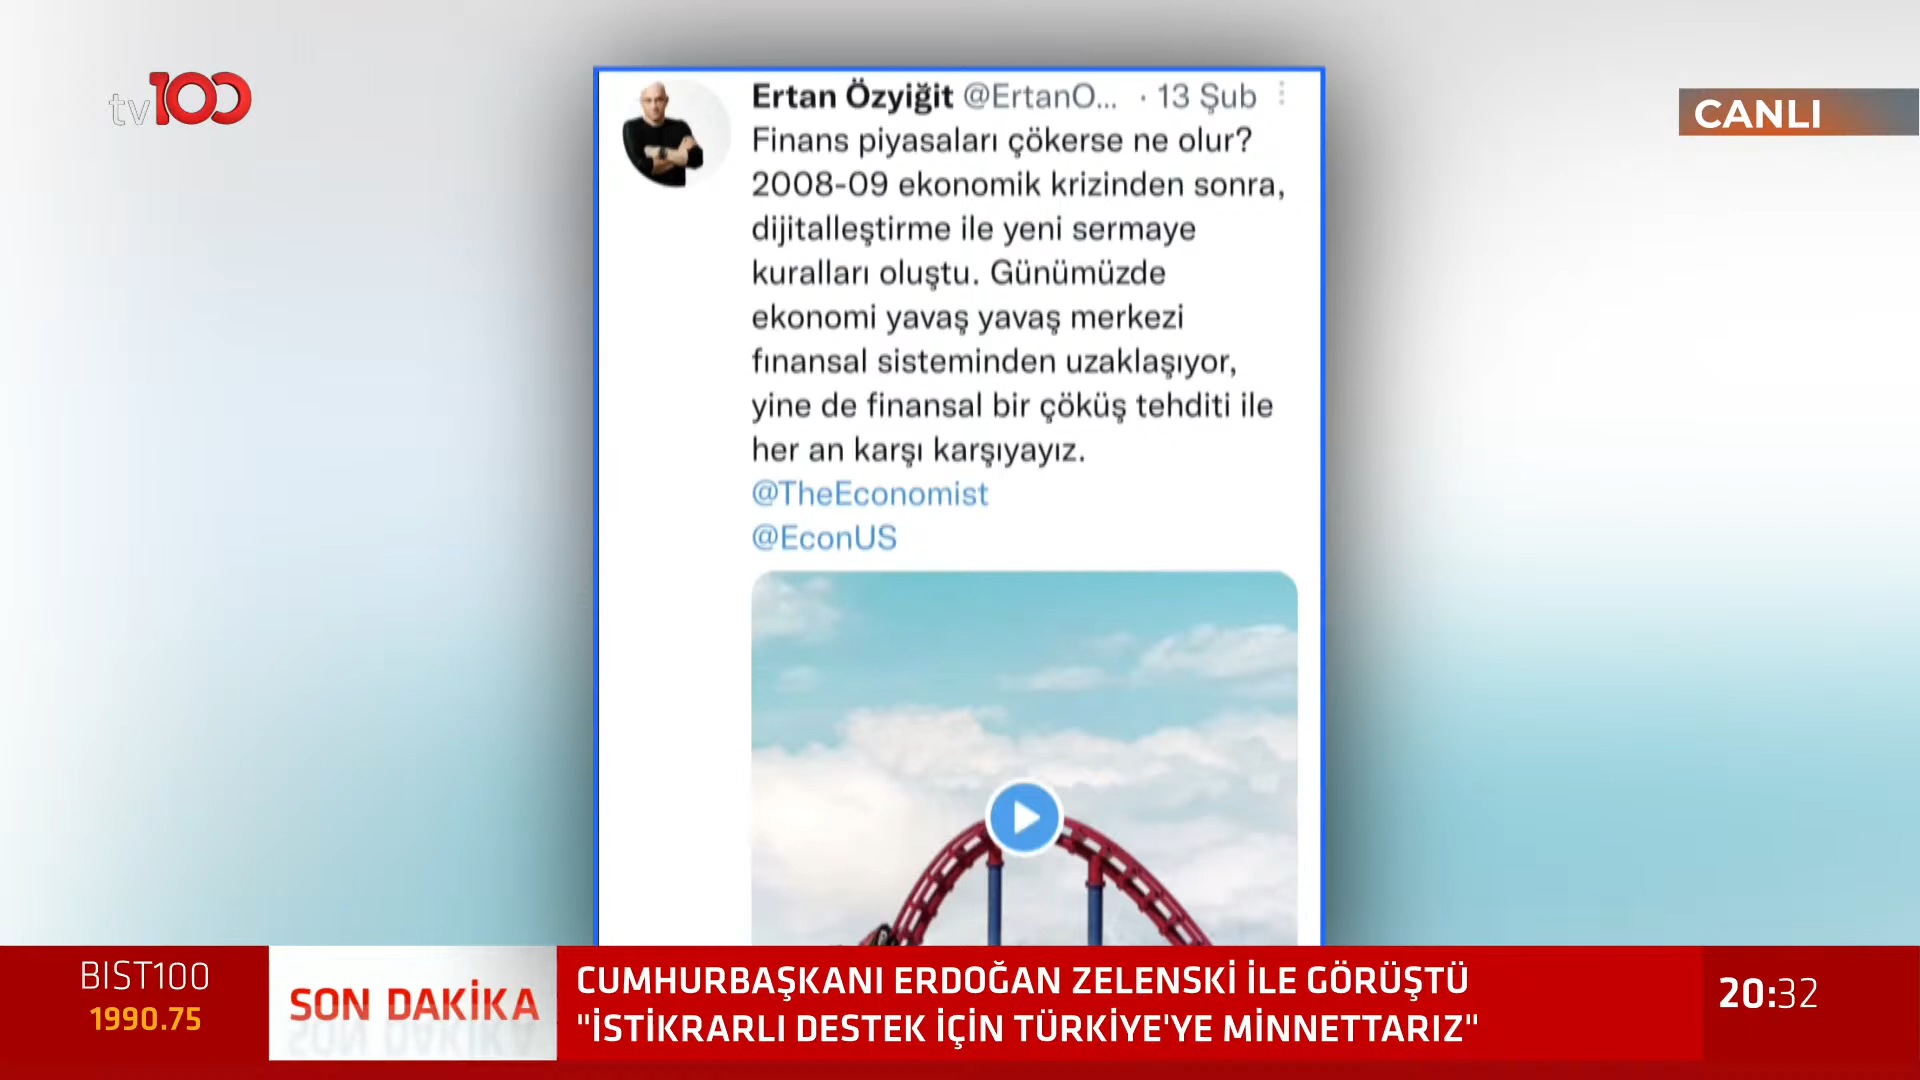 tv100
CANLI
Ertan Özyiğit @ErtanO... · 13 Şub
Finans piyasaları çökerse ne olur?
2008-09 ekonomik krizinden sonra,
dijitalleştirme ile yeni sermaye
kuralları oluştu. Günümüzde
ekonomi yavaş yavaş merkezi
fınansal sisteminden uzaklaşıyor,
yine de finansal bir çöküş tehditi ile
her an karşı karşıyayız.
@TheEconomist
@EconUS
BIST100
1990.75
SON DAKİKA
CUMHURBAŞKANI ERDOĞAN ZELENSKİ İLE GÖRÜŞTÜ
"İSTİKRARLI DESTEK İÇİN TÜRKİYE'YE MİNNETTARIZ"
20:32